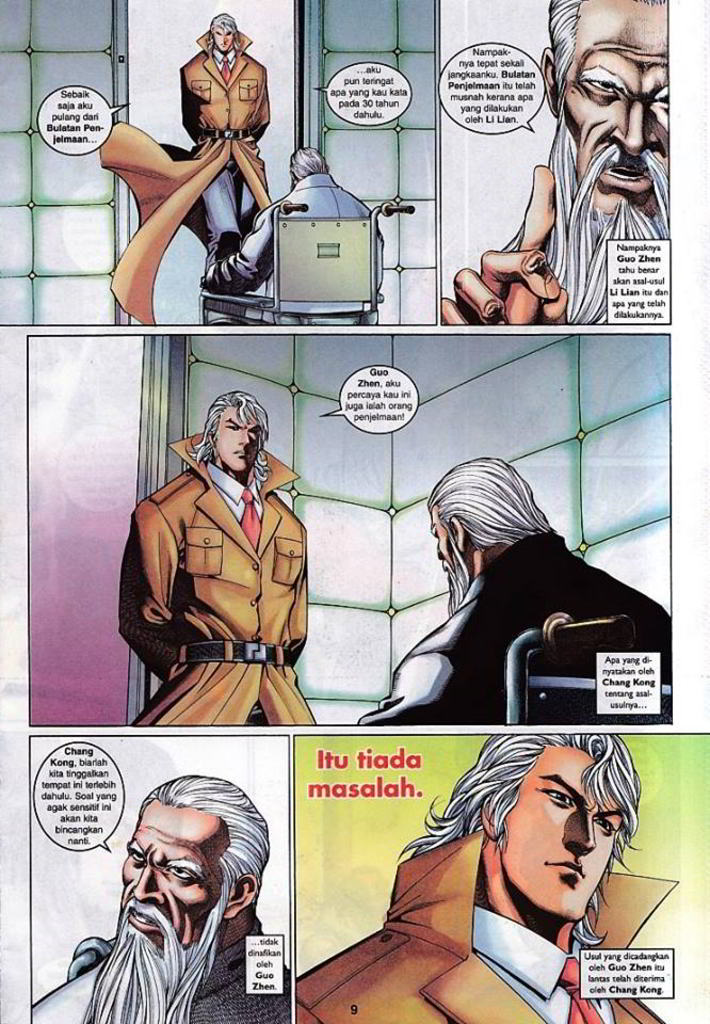 Sebaik
saja aku
pulang dari
Bulatan Pen-
jelmaan...
...aku
pun teringat
apa yang kau kata
pada 30 tahun
dahulu.
Nampak-
nya tepat sekali
jangkaanku. Bulatan
Penjelmaan itu telah
musnah kerana apa
yang dibuat
oleh Li Lian.
Nampaknya
Guo Zhen
tahu benar
akan asal-usul
Li Lian itu dan
apa yang telah
dilakukannya.
Guo
Zhen, aku
percaya kau ini
juga ialah orang
penjelmaan!
Apa yang di-
nyatakan oleh
Chang Kong
tentang asal-
usulnya...
Chang
Kong, biarlah
kita tinggalkan
tempat ini terlebih
dahulu. Soal yang
agak sensitif ini
akan kita
bincangkan
nanti.
...tidak
dinafikan
oleh
Guo
Zhen.
Itu tiada
masalah.
Usul yang dicadangkan
oleh Guo Zhen itu
lantas telah diterima
oleh Chang Kong.
9